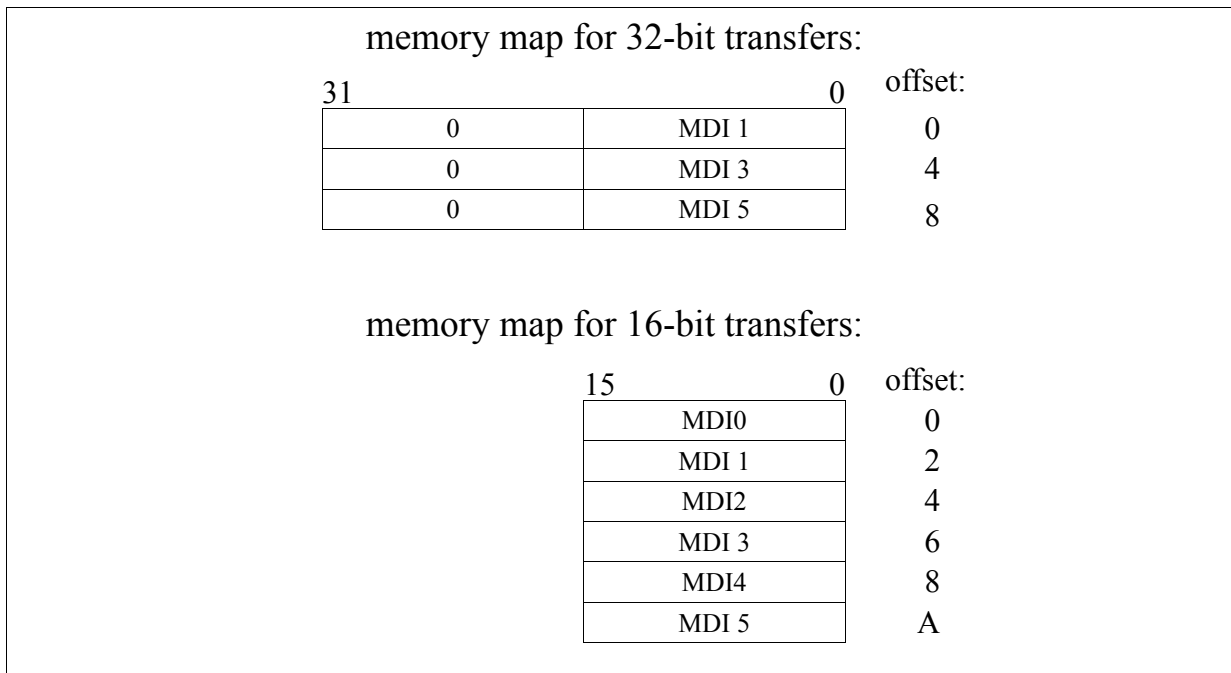 memory map for 32-bit transfers:
31 0 offset:
0 MDI 1 0
0 MDI 3 4
0 MDI 5 8
memory map for 16-bit transfers:
15 0 offset:
MDI0 0
MDI 1 2
MDI2 4
MDI 3 6
MDI4 8
MDI 5 A